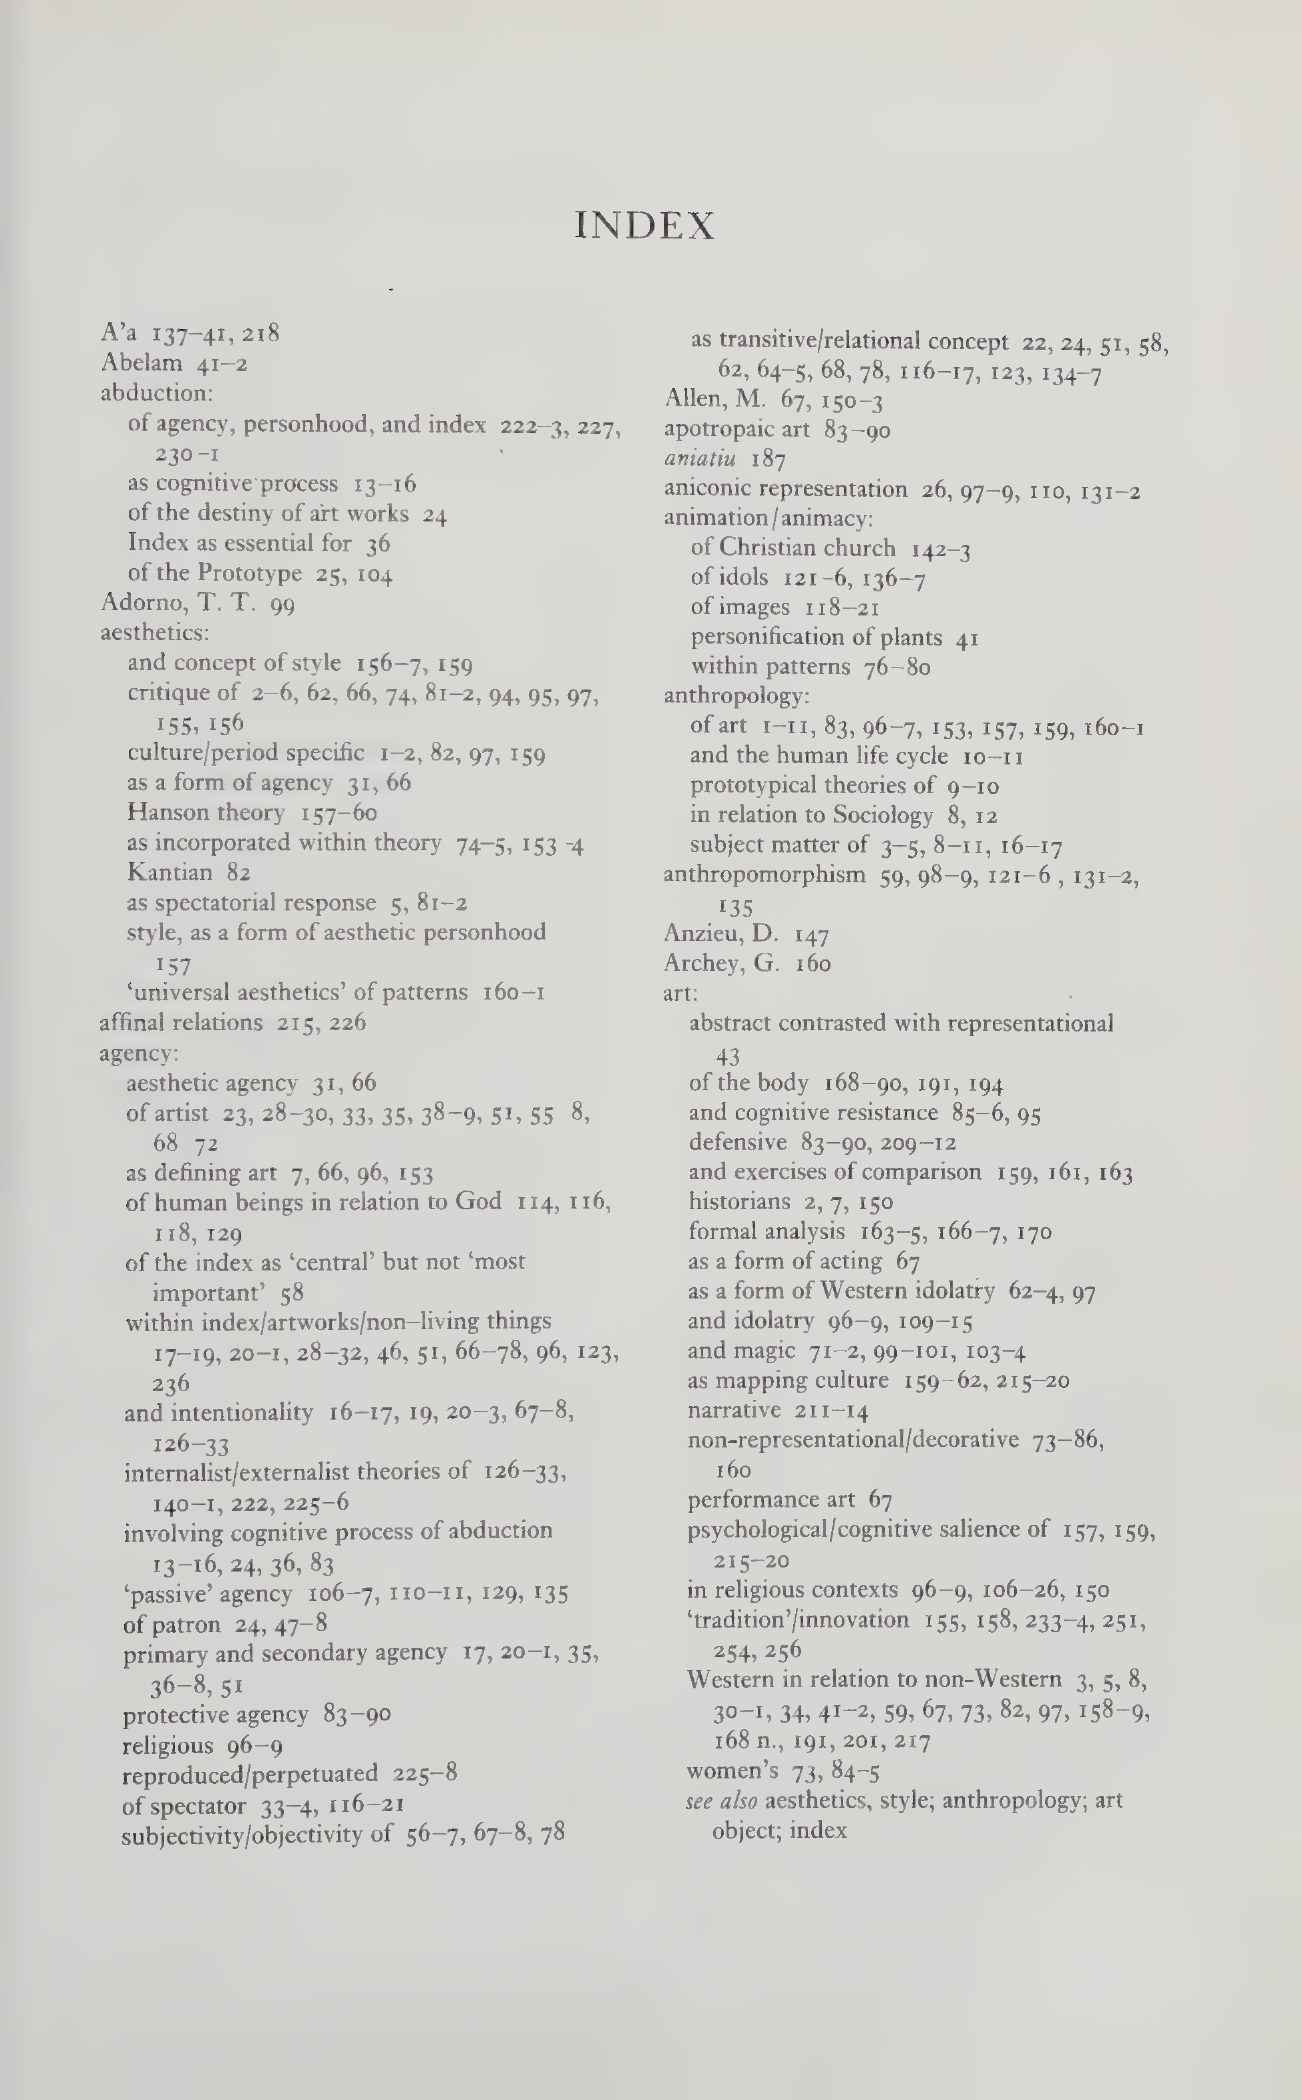 INDEX
A’a 137–41, 218
Abelam 41–2
abduction:
of agency, personhood, and index 222–3, 227,
230–1
as cognitive process 13–16
of the destiny of art works 24
Index as essential for 36
of the Prototype 25, 104
Adorno, T. T. 99
aesthetics:
and concept of style 156–7, 159
critique of 2–6, 62, 66, 74, 81–2, 94, 95, 97,
155, 156
culture/period specific 1–2, 82, 97, 159
as a form of agency 31, 66
Hanson theory 157–60
as incorporated within theory 74–5, 153–4
Kantian 82
as spectatorial response 5, 81–2
style, as a form of aesthetic personhood
157
‘universal aesthetics’ of patterns 160–1
affinal relations 215, 226
agency:
aesthetic agency 31, 66
of artist 23, 28–30, 33, 35, 38–9, 51, 55 8,
68 72
as defining art 7, 66, 96, 153
of human beings in relation to God 114, 116,
118, 129
of the index as ‘central’ but not ‘most
important’ 58
within index/artworks/non–living things
17–19, 20–1, 28–32, 46, 51, 66–78, 96, 123,
236
and intentionality 16–17, 19, 20–3, 67–8,
126–33
internalist/externalist theories of 126–33,
140–1, 222, 225–6
involving cognitive process of abduction
13–16, 24, 36, 83
‘passive’ agency 106–7, 110–11, 129, 135
of patron 24, 47–8
primary and secondary agency 17, 20–1, 35,
36–8, 51
protective agency 83–90
religious 96–9
reproduced/perpetuated 225–8
of spectator 33–4, 116–21
subjectivity/objectivity of 56–7, 67–8, 78
as transitive/relational concept 22, 24, 51, 58,
62, 64–5, 68, 78, 116–17, 123, 134–7
Allen, M. 67, 150–3
apotropaic art 83–90
aniatiu 187
aniconic representation 26, 97–9, 110, 131–2
animation/animacy:
of Christian church 142–3
of idols 121–6, 136–7
of images 118–21
personification of plants 41
within patterns 76–80
anthropology:
of art 1–11, 83, 96–7, 153, 157, 159, 160–1
and the human life cycle 10–11
prototypical theories of 9–10
in relation to Sociology 8, 12
subject matter of 3–5, 8–11, 16–17
anthropomorphism 59, 98–9, 121–6 , 131–2,
135
Anzieu, D. 147
Archey, G. 160
art:
abstract contrasted with representational
43
of the body 168–90, 191, 194
and cognitive resistance 85–6, 95
defensive 83–90, 209–12
and exercises of comparison 159, 161, 163
historians 2, 7, 150
formal analysis 163–5, 166–7, 170
as a form of acting 67
as a form of Western idolatry 62–4, 97
and idolatry 96–9, 109–15
and magic 71–2, 99–101, 103–4
as mapping culture 159–62, 215–20
narrative 211–14
non-representational/decorative 73–86,
160
performance art 67
psychological/cognitive salience of 157, 159,
215–20
in religious contexts 96–9, 106–26, 150
‘tradition’/innovation 155, 158, 233–4, 251,
254, 256
Western in relation to non-Western 3, 5, 8,
30–1, 34, 41–2, 59, 67, 73, 82, 97, 158–9,
168 n., 191, 201, 217
women’s 73, 84–5
see also aesthetics, style; anthropology; art
object; index